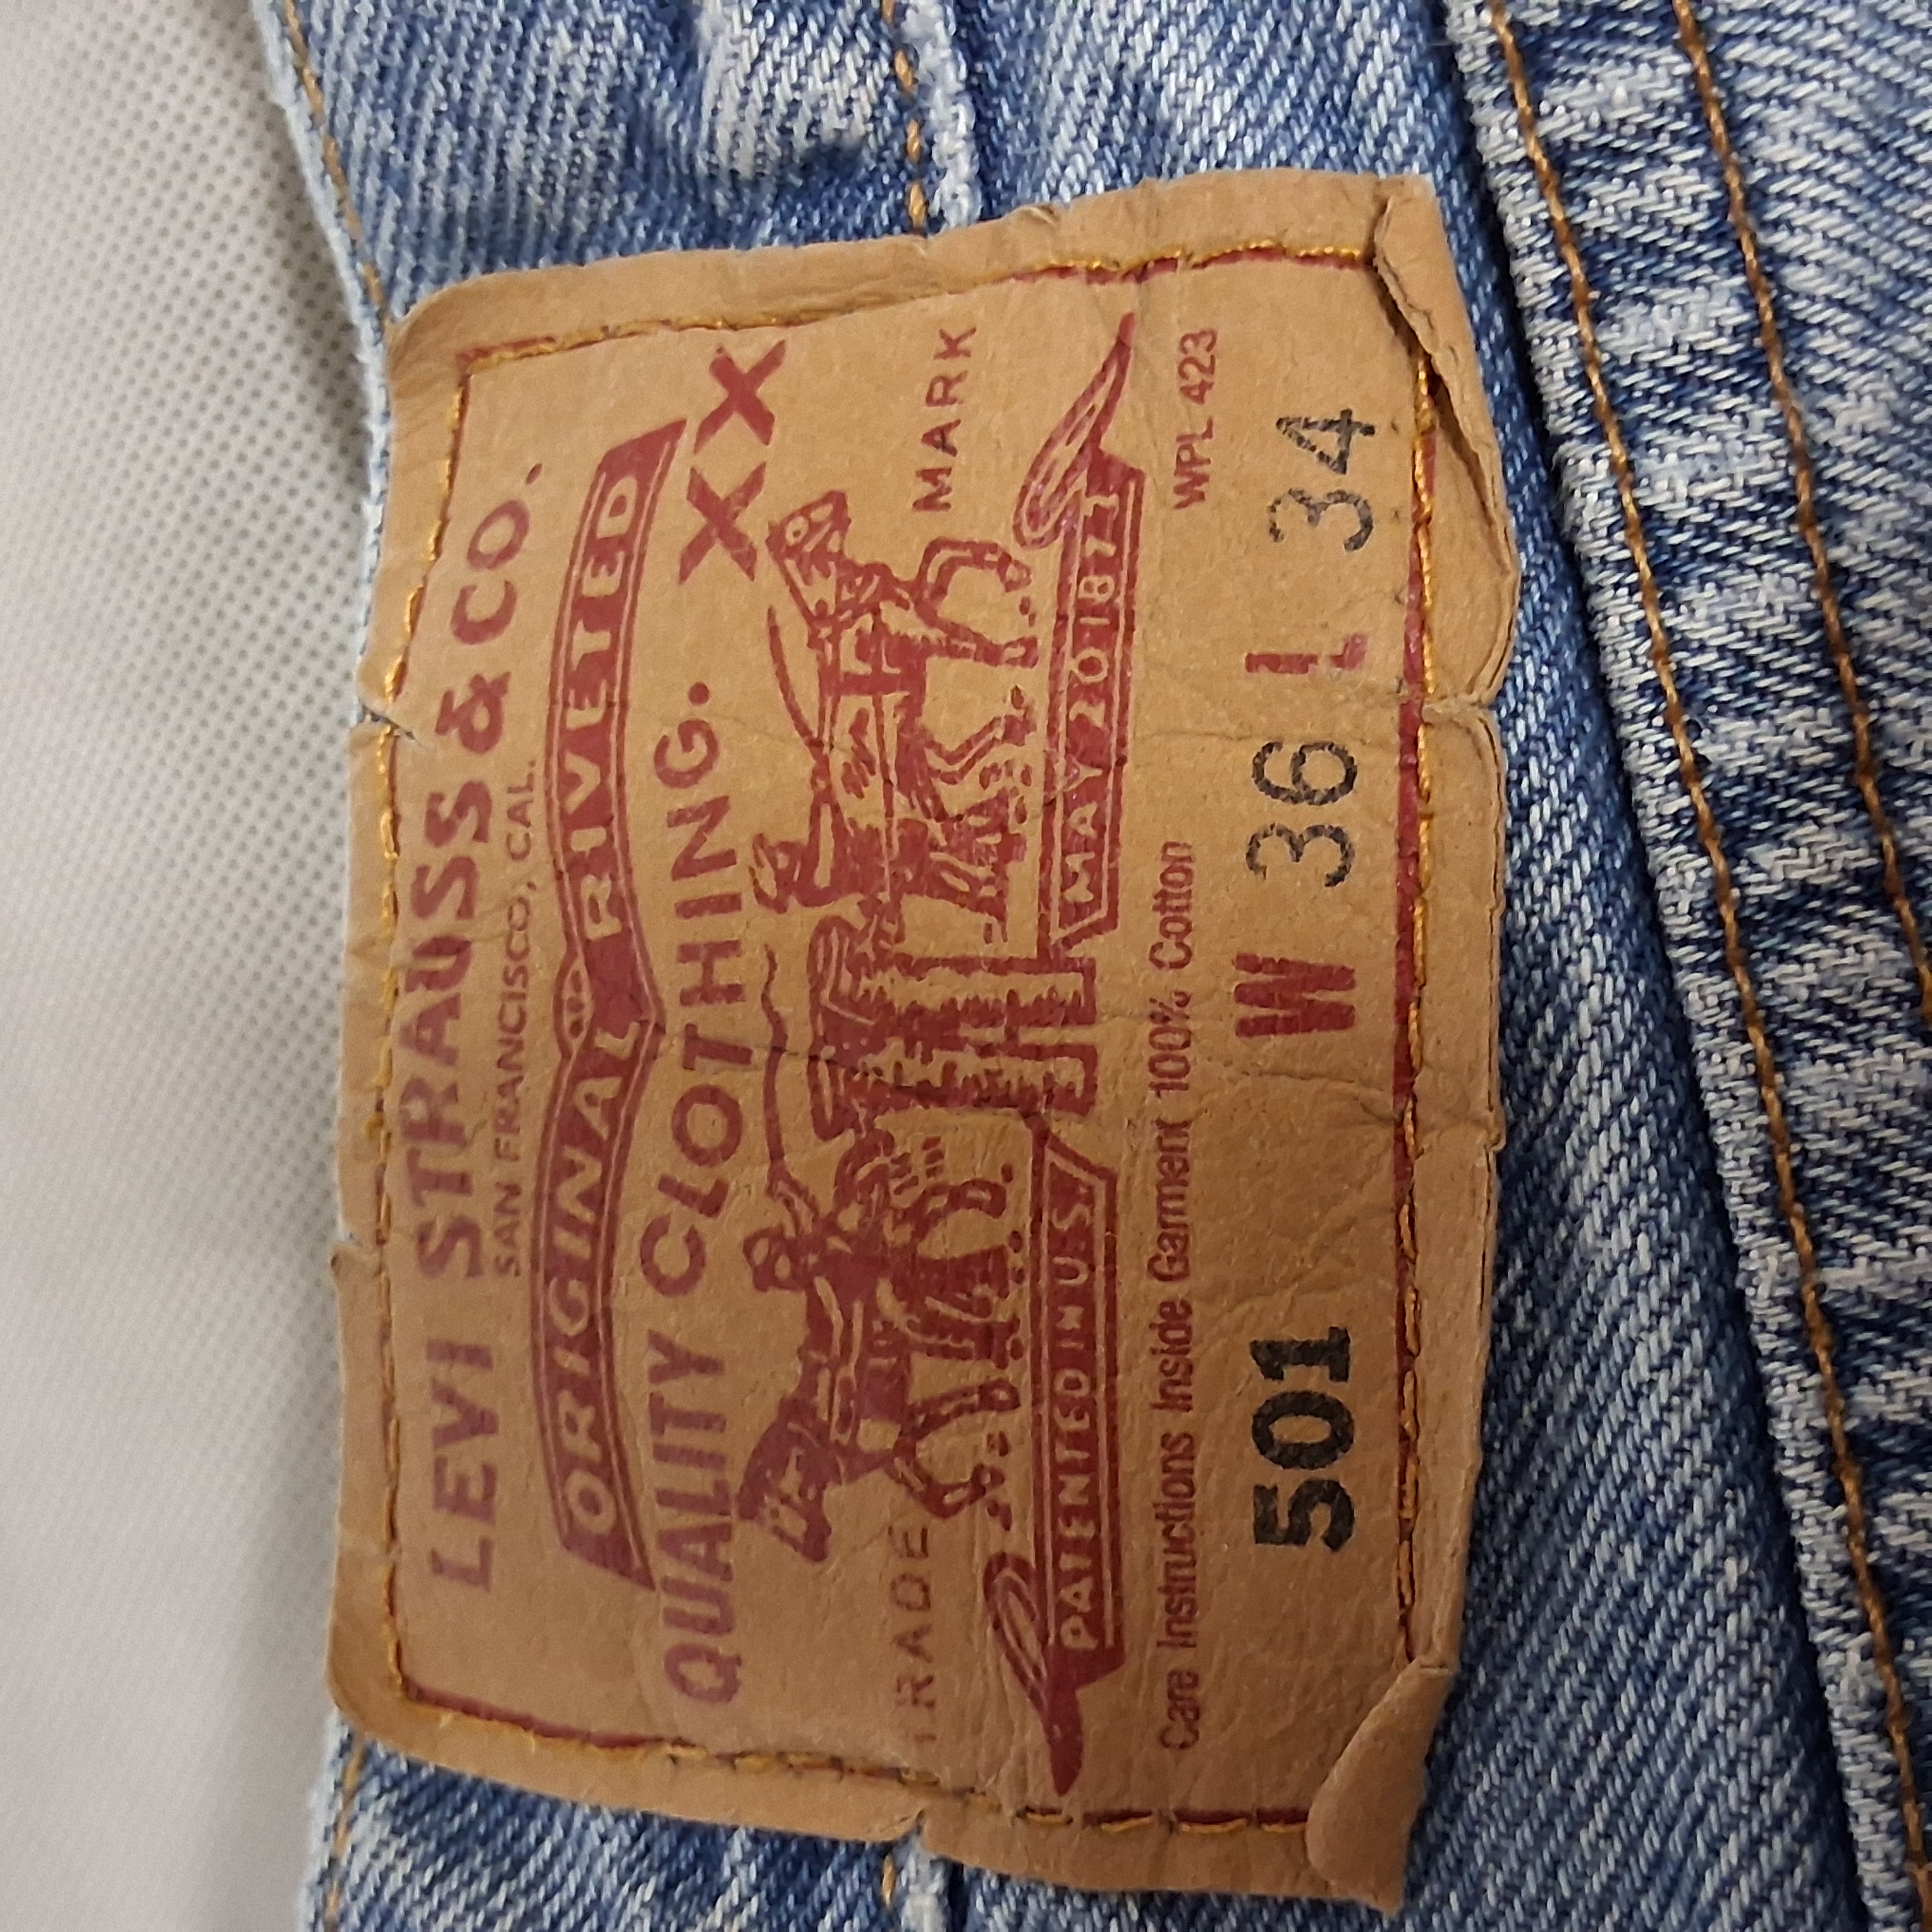 LEVI STRAUSS & CO.
SAN FRANCISCO, CAL.
ORIGINAL RIVETED
QUALITY CLOTHING. XX
TRADE MARK
PATENTED IN U.S. MAY 20 1873
WPL 423
Care Instructions Inside Garment 100% Cotton
501 W 36 L 34